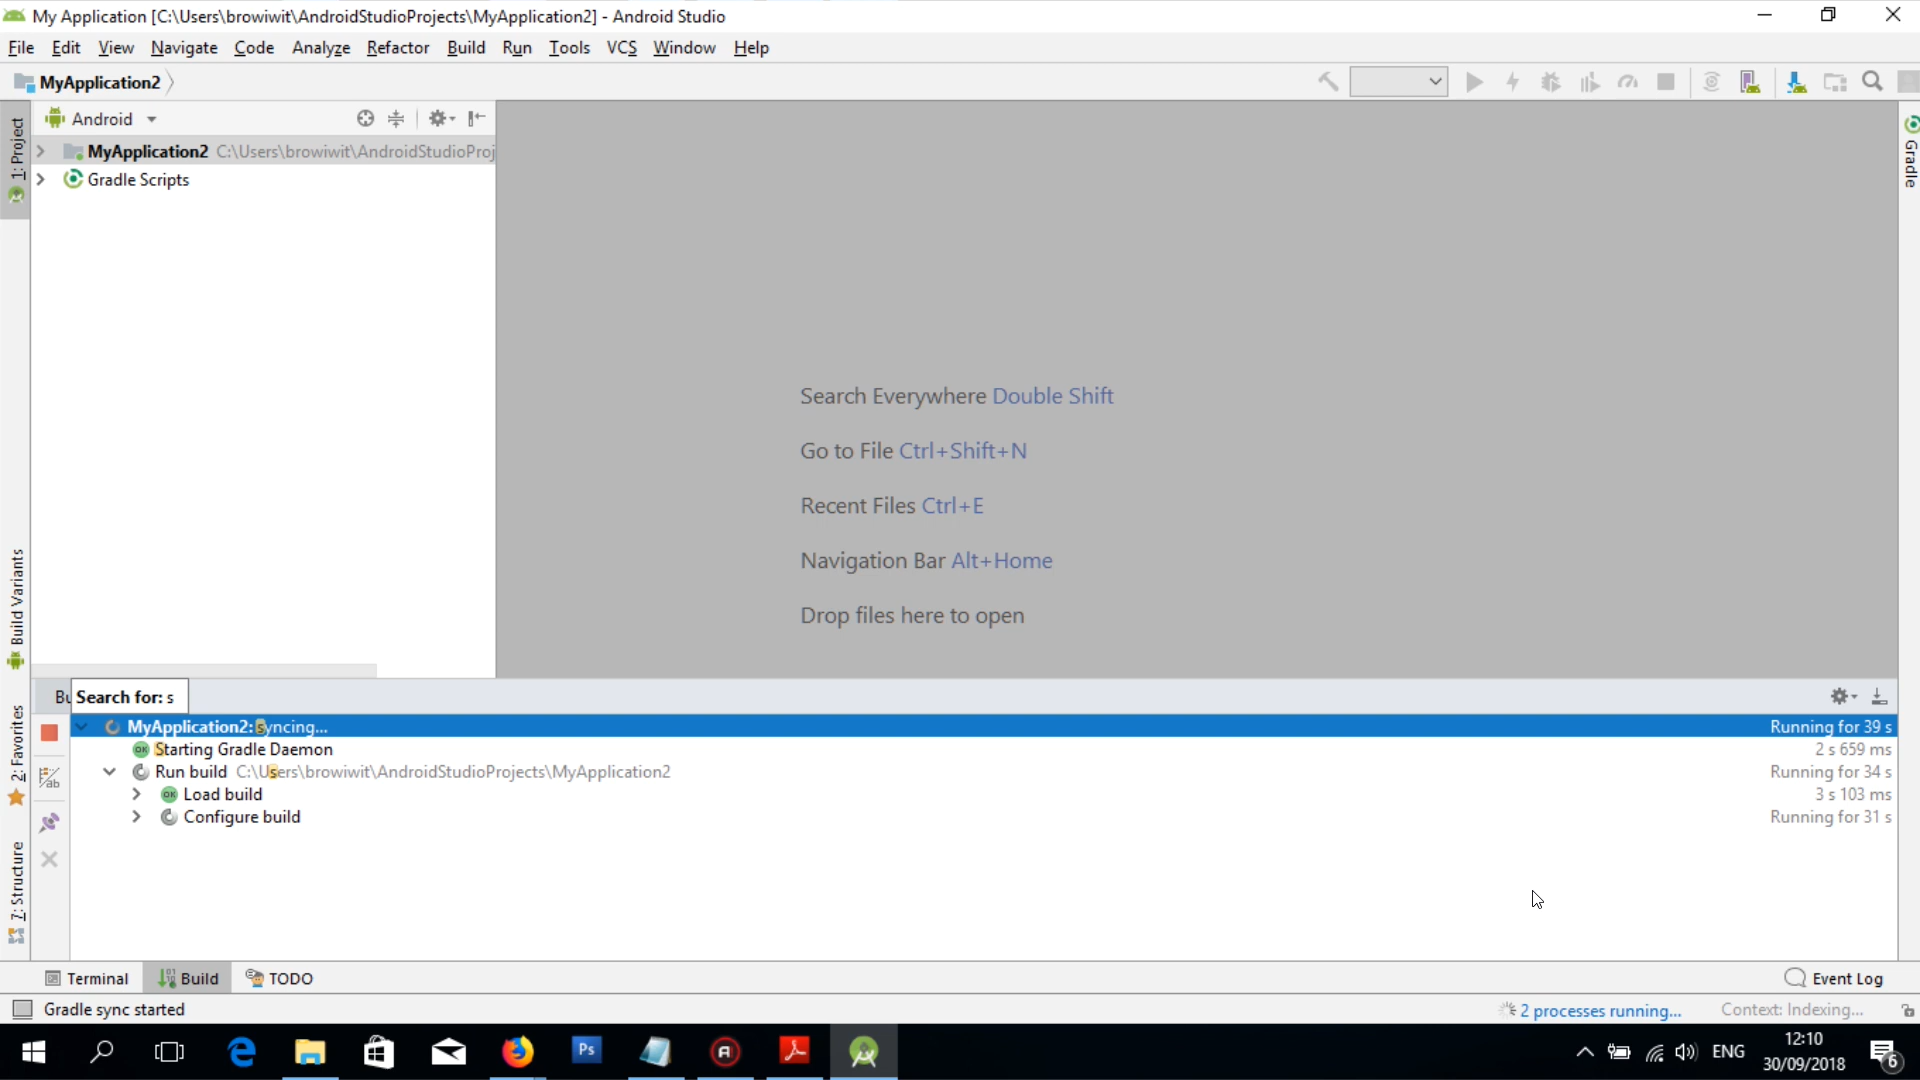 My Application [C:\Users\browiwit\AndroidStudioProjects\MyApplication2] - Android Studio
File Edit View Navigate Code Analyze Refactor Build Run Tools VCS Window Help
MyApplication2
1: Project
Android
Gradle
MyApplication2 C:\Users\browiwit\AndroidStudioProj
Gradle Scripts
Search Everywhere Double Shift
Go to File Ctrl+Shift+N
Recent Files Ctrl+E
Navigation Bar Alt+Home
Drop files here to open
Build Variants
2: Favorites
7: Structure
Bu Search for: s
MyApplication2: Syncing... Running for 39 s
Starting Gradle Daemon 2 s 659 ms
Run build C:\Users\browiwit\AndroidStudioProjects\MyApplication2 Running for 34 s
Load build 3 s 103 ms
Configure build Running for 31 s
Terminal Build TODO Event Log
Gradle sync started 2 processes running... Context: Indexing...
Ps ENG 12:10
30/09/2018 6